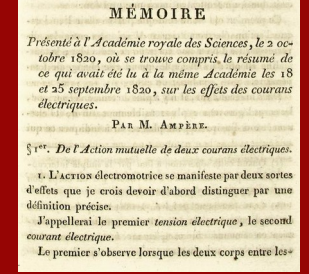 MÉMOIRE
Présenté à l'Académie royale des Sciences, le 2 oc-
tobre 1820, où se trouve compris le résumé de
ce qui avait été lu à la même Académie les 18
et 25 septembre 1820, sur les effets des courans
électriques.
PAR M. AMPÈRE.
§ 1er. De l'Action mutuelle de deux courans électriques.
1. L'ACTION électromotrice se manifeste par deux sortes
d'effets que je crois devoir d'abord distinguer par une
définition précise.
J'appellerai le premier tension électrique, le second
courant électrique.
Le premier s'observe lorsque les deux corps entre les-